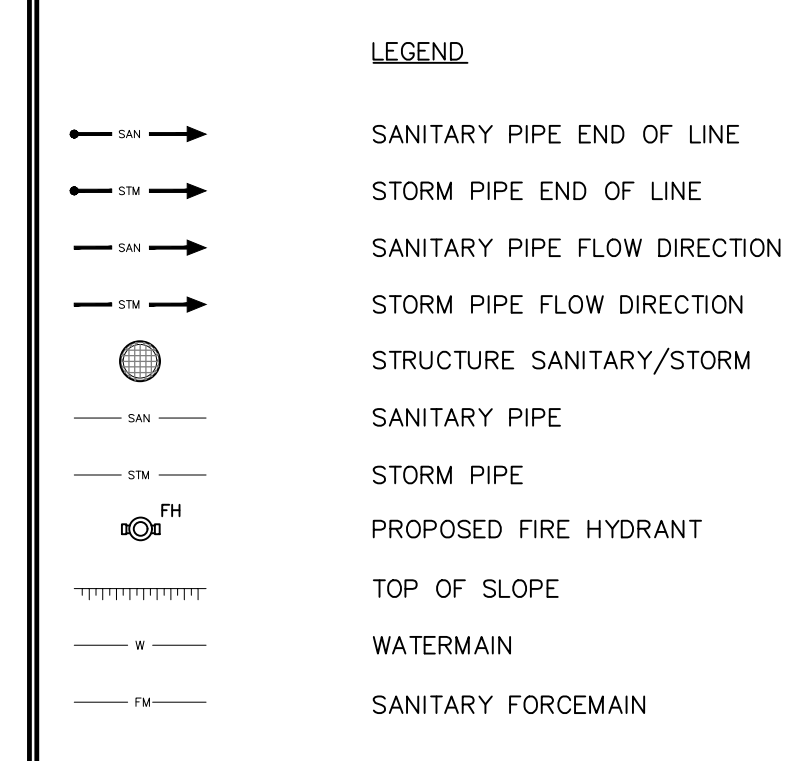 LEGEND
SAN SANITARY PIPE END OF LINE
STM STORM PIPE END OF LINE
SAN SANITARY PIPE FLOW DIRECTION
STM STORM PIPE FLOW DIRECTION
STRUCTURE SANITARY/STORM
SAN SANITARY PIPE
STM STORM PIPE
FH PROPOSED FIRE HYDRANT
TOP OF SLOPE
W WATERMAIN
FM SANITARY FORCEMAIN